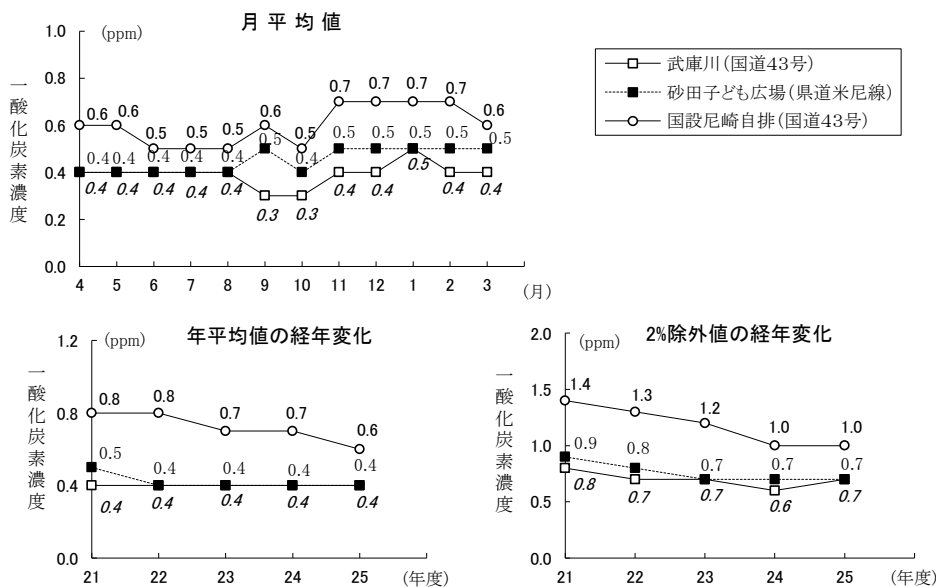 月平均値
(ppm)
一酸化炭素濃度
1.0
0.8
0.6
0.4
0.2
0.0
0.6 0.6 0.5 0.5 0.5 0.6 0.5 0.7 0.7 0.7 0.7 0.6
0.4 0.4 0.4 0.4 0.4 0.5 0.4 0.5 0.5 0.5 0.5 0.5
0.4 0.4 0.4 0.4 0.4 0.3 0.3 0.4 0.4 0.5 0.4 0.4
4 5 6 7 8 9 10 11 12 1 2 3 (月)
武庫川(国道43号)
砂田子ども広場(県道米尼線)
国設尼崎自排(国道43号)
年平均値の経年変化
(ppm)
一酸化炭素濃度
1.2
0.8
0.4
0.0
0.8 0.8 0.7 0.7 0.6
0.5 0.4 0.4 0.4 0.4
0.4 0.4 0.4 0.4 0.4
21 22 23 24 25 (年度)
2%除外値の経年変化
(ppm)
一酸化炭素濃度
2.0
1.5
1.0
0.5
0.0
1.4 1.3 1.2 1.0 1.0
0.9 0.8 0.7 0.7 0.7
0.8 0.7 0.7 0.6 0.7
21 22 23 24 25 (年度)